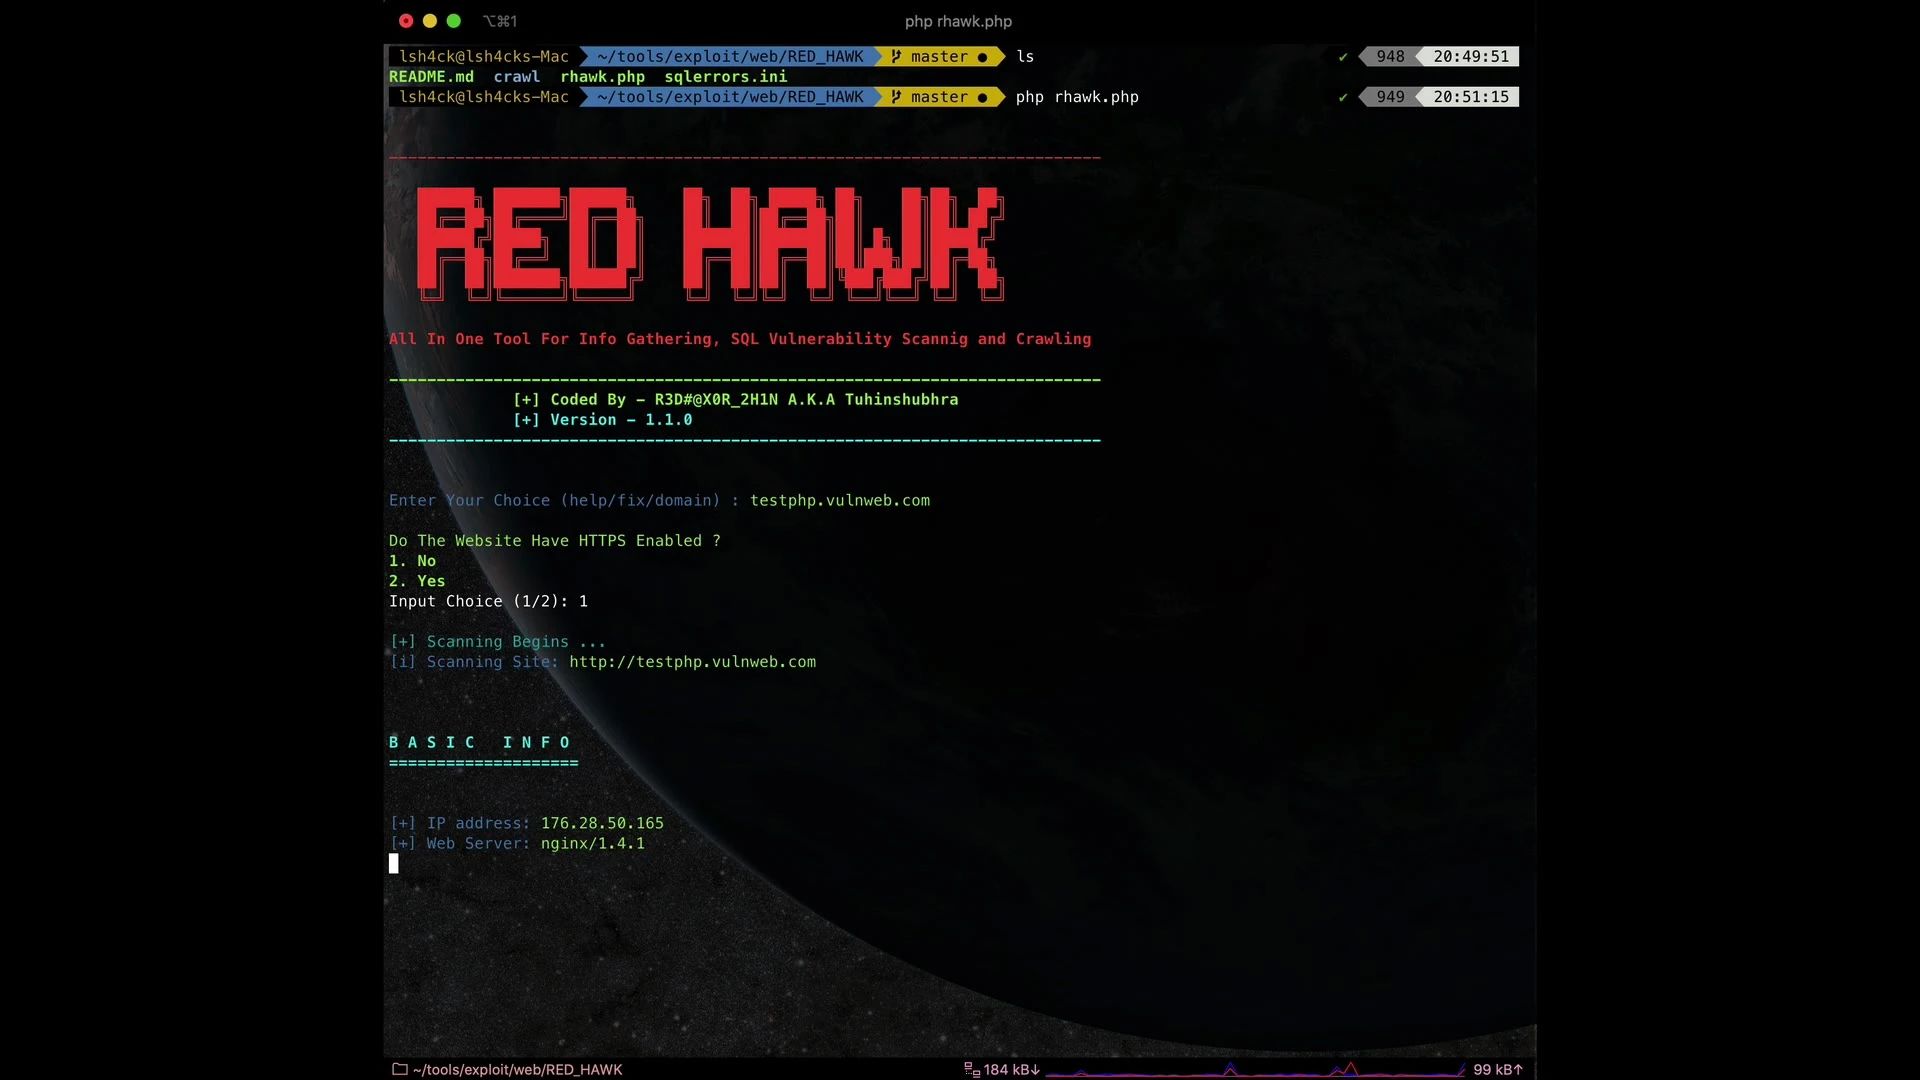 ⌥⌘1 php rhawk.php
lsh4ck@lsh4cks-Mac ~/tools/exploit/web/RED_HAWK master ● ls ✔ 948 20:49:51
README.md crawl rhawk.php sqlerrors.ini
lsh4ck@lsh4cks-Mac ~/tools/exploit/web/RED_HAWK master ● php rhawk.php ✔ 949 20:51:15
RED HAWK
All In One Tool For Info Gathering, SQL Vulnerability Scannig and Crawling
[+] Coded By – R3D#@X0R_2H1N A.K.A Tuhinshubhra
[+] Version – 1.1.0
Enter Your Choice (help/fix/domain) : testphp.vulnweb.com
Do The Website Have HTTPS Enabled ?
1. No
2. Yes
Input Choice (1/2): 1
[+] Scanning Begins ...
[i] Scanning Site: http://testphp.vulnweb.com
B A S I C   I N F O
====================
[+] IP address: 176.28.50.165
[+] Web Server: nginx/1.4.1
~/tools/exploit/web/RED_HAWK 184 kB↓ 99 kB↑